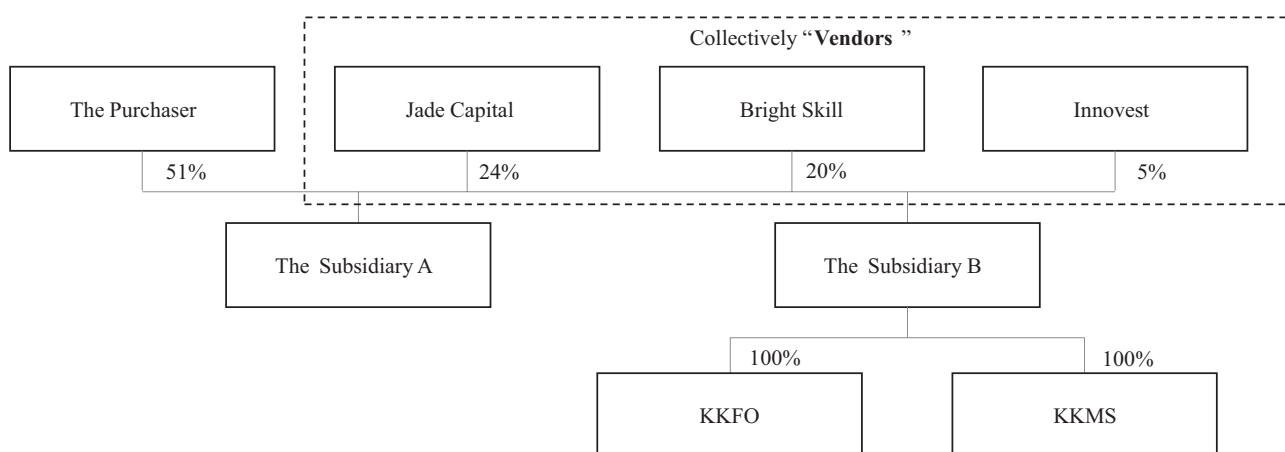 Collectively “Vendors ”
The Purchaser
Jade Capital
Bright Skill
Innovest
51%
24%
20%
5%
The Subsidiary A
The Subsidiary B
100%
100%
KKFO
KKMS